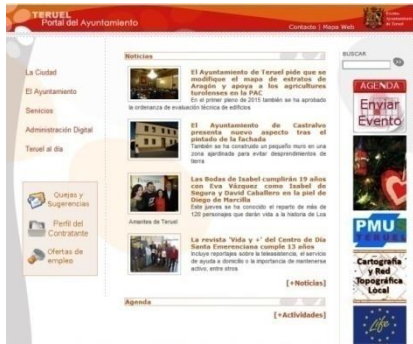 TERUEL
Portal del Ayuntamiento
Contacto | Mapa Web
La Ciudad
El Ayuntamiento
Servicios
Administración Digital
Teruel al día
Quejas y
Sugerencias
Perfil del
Contratante
Ofertas de
empleo
Noticias
El Ayuntamiento de Teruel pide que se
modifique el mapa de estratos de
Aragón y apoya a los agricultores
turolenses en la PAC
En el primer pleno de 2015 también se ha aprobado
la ordenanza de evaluación técnica de edificios
El Ayuntamiento de Castralvo
presenta nuevo aspecto tras el
pintado de la fachada
También se ha construido un pequeño muro en una
zona ajardinada para evitar desprendimientos de
tierra
Amantes de Teruel
Las Bodas de Isabel cumplirán 19 años
con Eva Vázquez como Isabel de
Segura y David Caballero en la piel de
Diego de Marcilla
Este jueves se ha conocido el reparto de más de
120 personajes que darán vida a la historia de Los
La revista 'Vida y +' del Centro de Día
Santa Emerenciana cumple 13 años
Incluye reportajes sobre la teleasistencia, el servicio
de ayuda a domicilio o la importancia de mantenerse
activo, entre otros
[+Noticias]
Agenda
[+Actividades]
BUSCAR
AGENDA
Enviar
Evento
PMUS
TERUEL
Cartografía
y Red
Topográfica
Local
Life